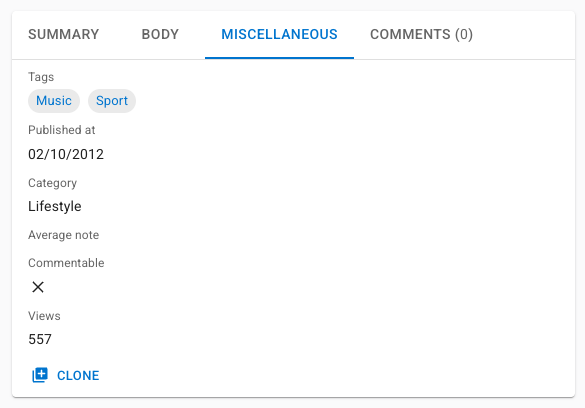 SUMMARY BODY MISCELLANEOUS COMMENTS (0)
Tags
Music Sport
Published at
02/10/2012
Category
Lifestyle
Average note
Commentable
Views
557
CLONE